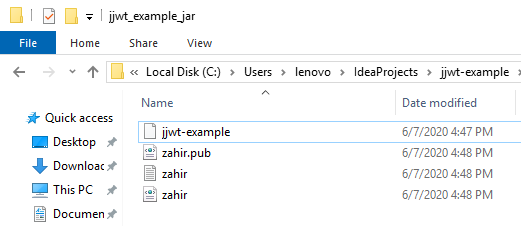 jjwt_example_jar
File Home Share View
Local Disk (C:) Users lenovo IdeaProjects jjwt-example
Quick access
Desktop
Downloac
This PC
Documen
Name Date modified
jjwt-example 6/7/2020 4:47 PM
zahir.pub 6/7/2020 4:48 PM
zahir 6/7/2020 4:48 PM
zahir 6/7/2020 4:48 PM